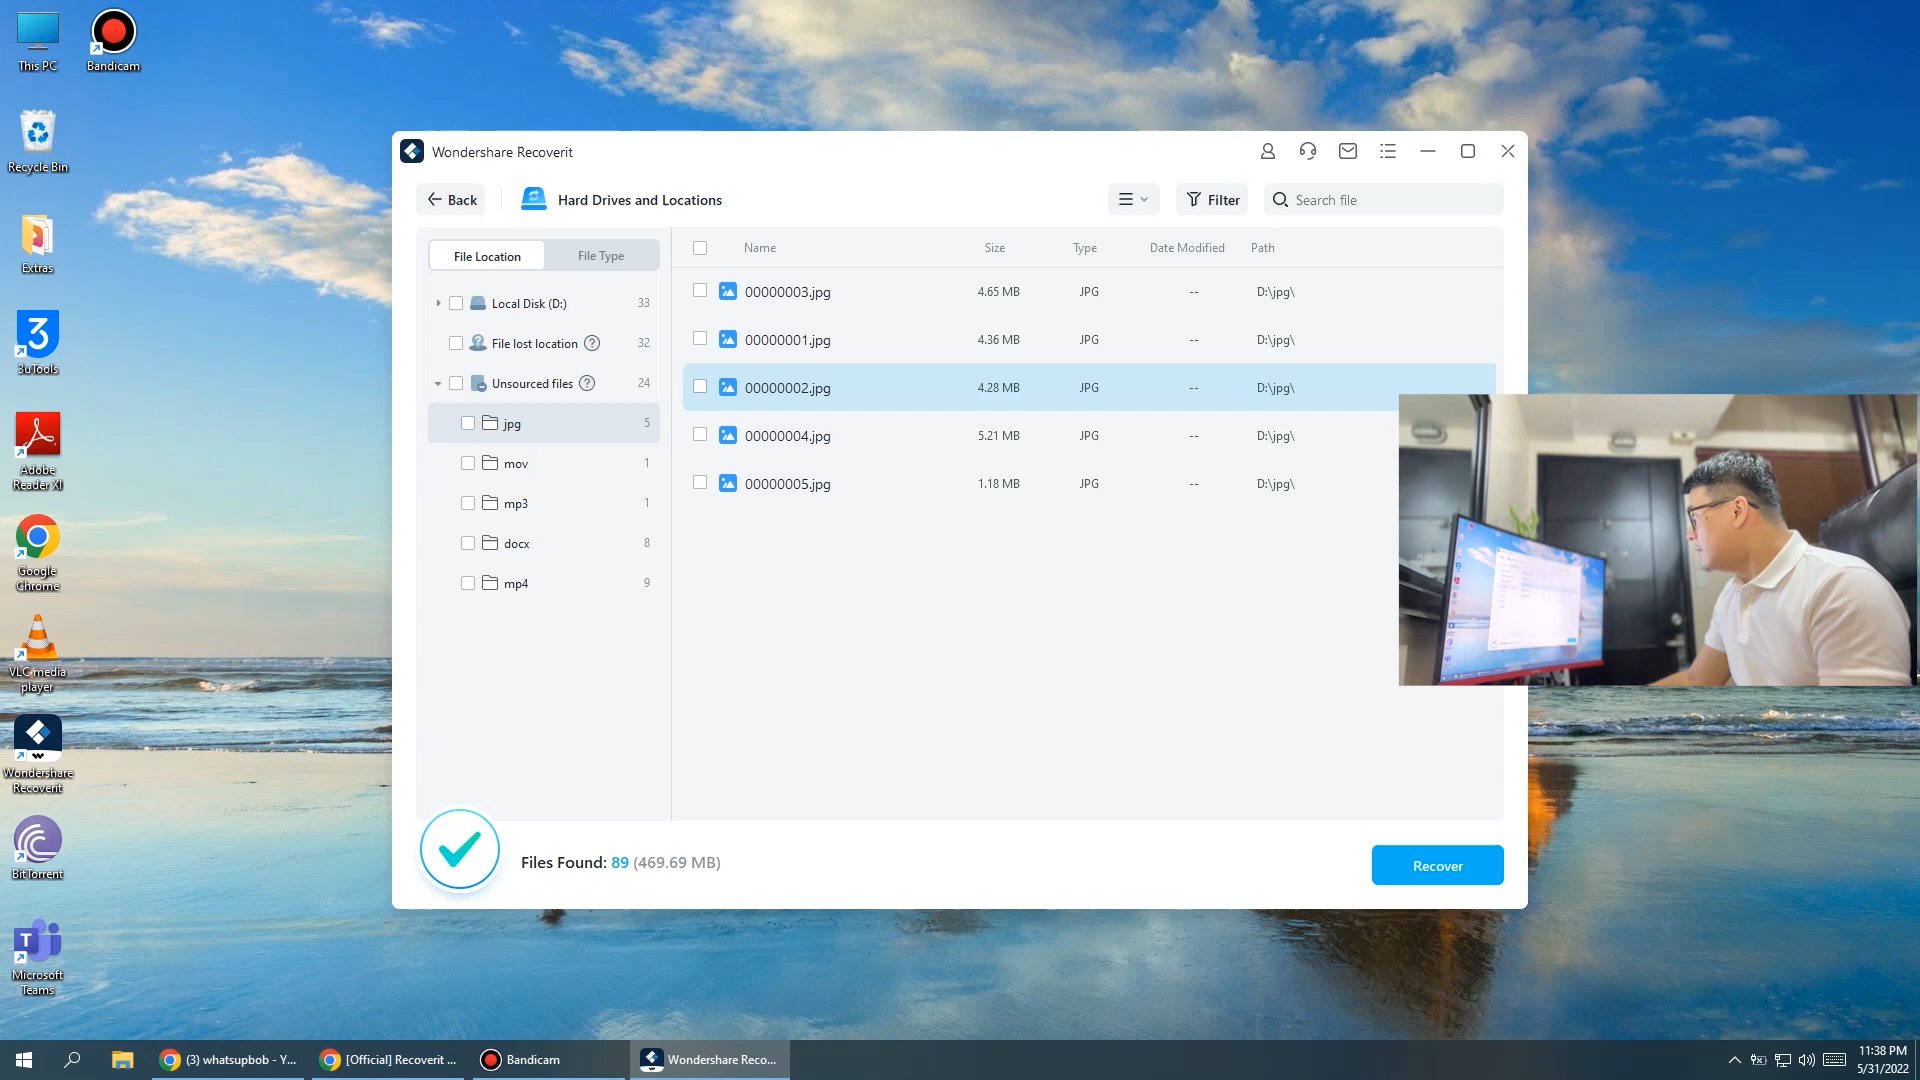 This PC
Bandicam
Recycle Bin
Extras
3uTools
Adobe
Reader XI
Google
Chrome
VLC media
player
Wondershare
Recoverit
BitTorrent
Microsoft
Teams
Wondershare Recoverit
Back
Hard Drives and Locations
Filter
Search file
File Location
File Type
Local Disk (D:) 33
File lost location ? 32
Unsourced files ? 24
jpg 5
mov 1
mp3 1
docx 8
mp4 9
Name Size Type Date Modified Path
00000003.jpg 4.65 MB JPG -- D:\jpg\
00000001.jpg 4.36 MB JPG -- D:\jpg\
00000002.jpg 4.28 MB JPG -- D:\jpg\
00000004.jpg 5.21 MB JPG -- D:\jpg\
00000005.jpg 1.18 MB JPG -- D:\jpg\
Files Found: 89 (469.69 MB)
Recover
(3) whatsupbob - Y...
[Official] Recoverit ...
Bandicam
Wondershare Reco...
11:38 PM
5/31/2022